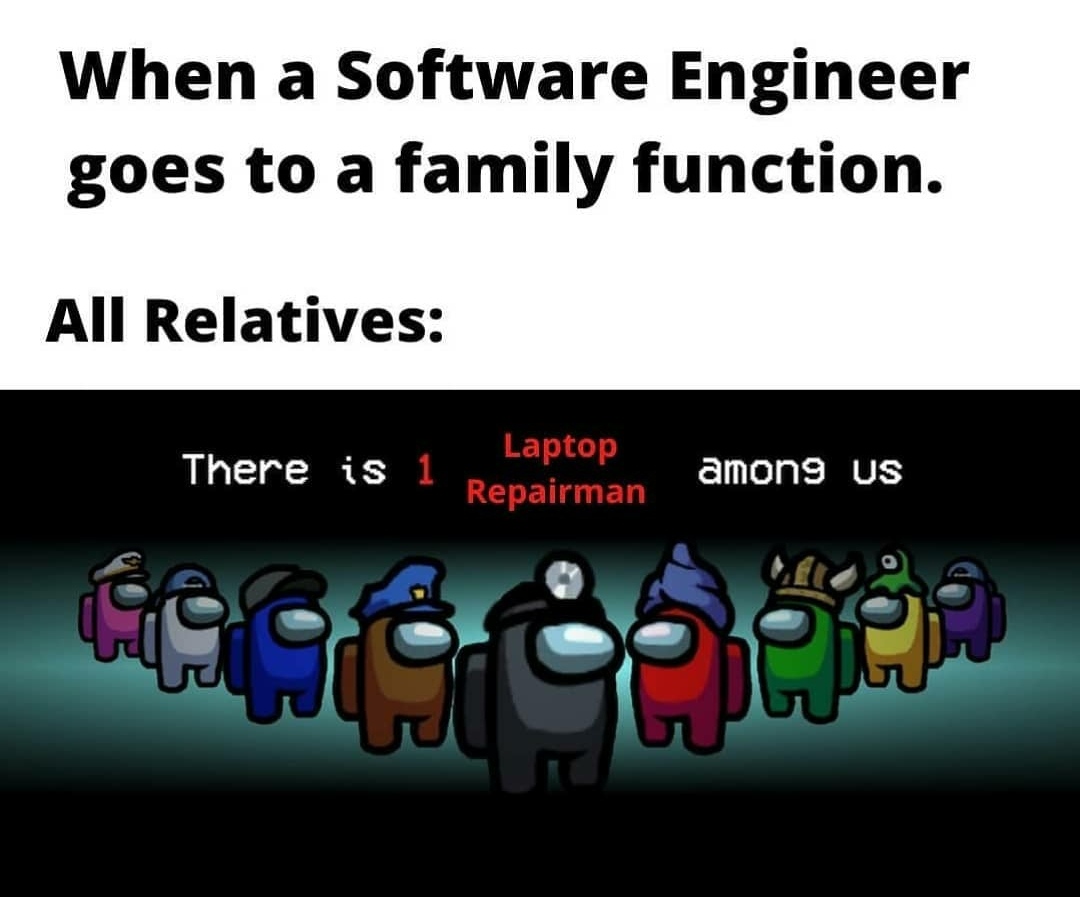 When a Software Engineer
goes to a family function.
All Relatives:
There is 1 Laptop Repairman among us